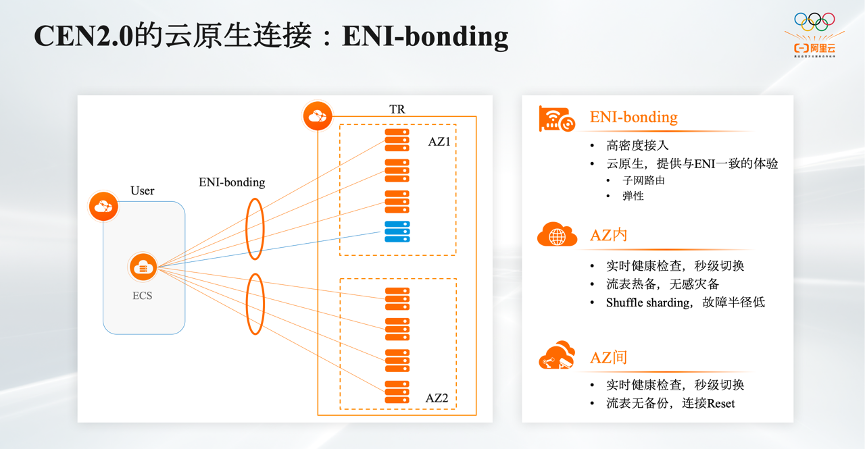 CEN2.0的云原生连接：ENI-bonding
阿里云
TR
AZ1
ENI-bonding
User
ECS
AZ2
ENI-bonding
• 高密度接入
• 云原生，提供与ENI一致的体验
• 子网路由
• 弹性
AZ内
• 实时健康检查，秒级切换
• 流表热备，无感灾备
• Shuffle sharding，故障半径低
AZ间
• 实时健康检查，秒级切换
• 流表无备份，连接Reset